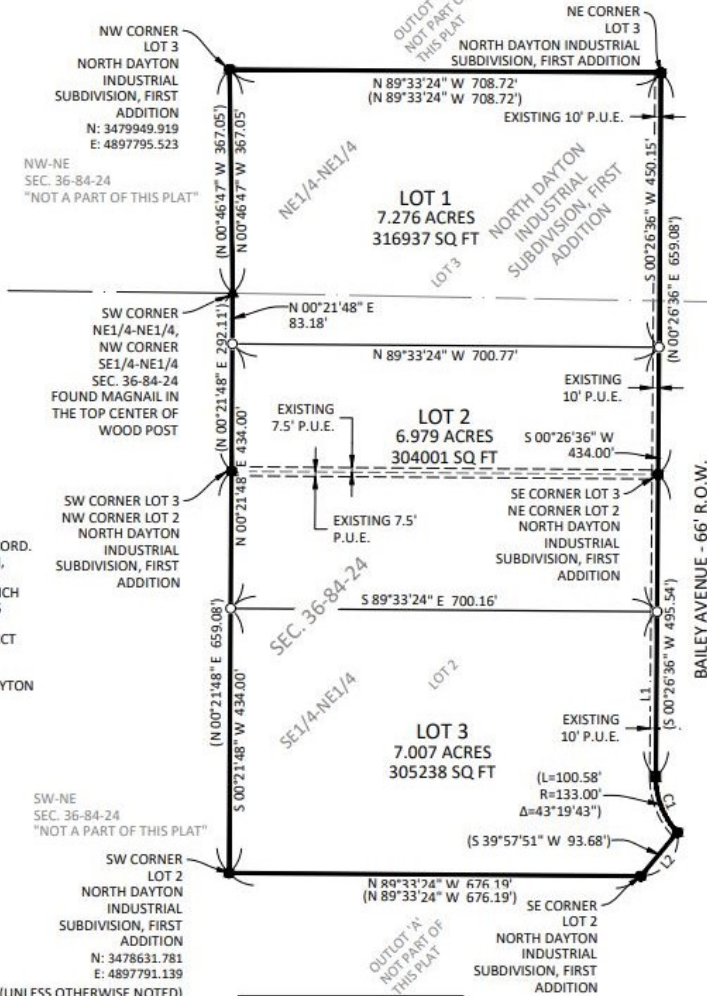 NW CORNER
LOT 3
NORTH DAYTON
INDUSTRIAL
SUBDIVISION, FIRST
ADDITION
N: 3479949.919
E: 4897795.523
NW-NE
SEC. 36-84-24
"NOT A PART OF THIS PLAT"
OUTLOT
NOT PART OF
THIS PLAT
NE CORNER
LOT 3
NORTH DAYTON INDUSTRIAL
SUBDIVISION, FIRST ADDITION
N 89°33'24" W 708.72'
(N 89°33'24" W 708.72')
EXISTING 10' P.U.E.
(N 00°46'47" W 367.05')
N 00°46'47" W 367.05'
NE1/4-NE1/4
LOT 1
7.276 ACRES
316937 SQ FT
LOT 3
NORTH DAYTON
INDUSTRIAL
SUBDIVISION, FIRST
ADDITION
S 00°26'36" W 450.15'
(N 00°26'36" E 659.08')
SW CORNER
NE1/4-NE1/4,
NW CORNER
SE1/4-NE1/4
SEC. 36-84-24
FOUND MAGNAIL IN
THE TOP CENTER OF
WOOD POST
N 00°21'48" E
83.18'
(N 00°21'48" E 292.11')
N 89°33'24" W 700.77'
EXISTING
10' P.U.E.
EXISTING
7.5' P.U.E.
LOT 2
6.979 ACRES
304001 SQ FT
S 00°26'36" W
434.00'
N 00°21'48" E 434.00'
SW CORNER LOT 3
NW CORNER LOT 2
NORTH DAYTON
INDUSTRIAL
SUBDIVISION, FIRST
ADDITION
EXISTING 7.5'
P.U.E.
SE CORNER LOT 3
NE CORNER LOT 2
NORTH DAYTON
INDUSTRIAL
SUBDIVISION, FIRST
ADDITION
BAILEY AVENUE - 66' R.O.W.
ORD.
CT
YTON
SEC. 36-84-24
S 89°33'24" E 700.16'
(N 00°21'48" E 659.08')
S 00°21'48" W 434.00'
SE1/4-NE1/4
LOT 2
L1
(S 00°26'36" W 495.54')
LOT 3
7.007 ACRES
305238 SQ FT
EXISTING
10' P.U.E.
(L=100.58'
R=133.00'
Δ=43°19'43")
C1
(S 39°57'51" W 93.68')
L2
SW-NE
SEC. 36-84-24
"NOT A PART OF THIS PLAT"
SW CORNER
LOT 2
NORTH DAYTON
INDUSTRIAL
SUBDIVISION, FIRST
ADDITION
N: 3478631.781
E: 4897791.139
N 89°33'24" W 676.19'
(N 89°33'24" W 676.19')
OUTLOT 'A'
NOT PART OF
THIS PLAT
SE CORNER
LOT 2
NORTH DAYTON
INDUSTRIAL
SUBDIVISION, FIRST
ADDITION
(UNLESS OTHERWISE NOTED)